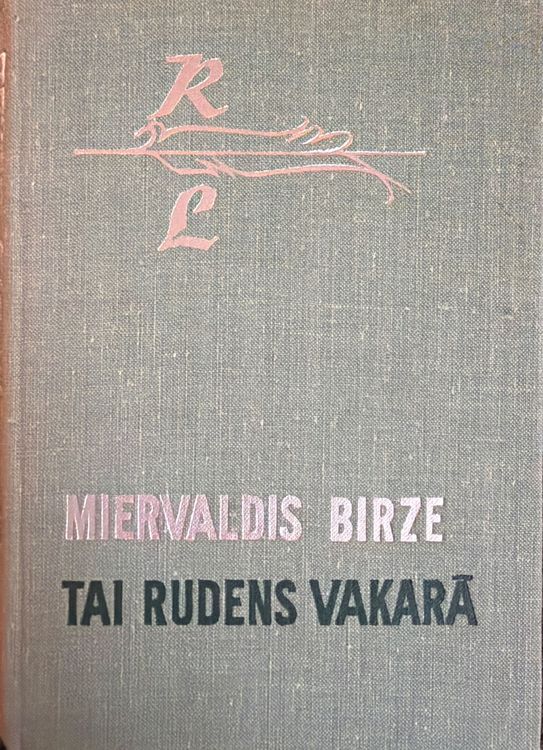 R
L
MIERVALDIS BIRZE
TAI RUDENS VAKARĀ